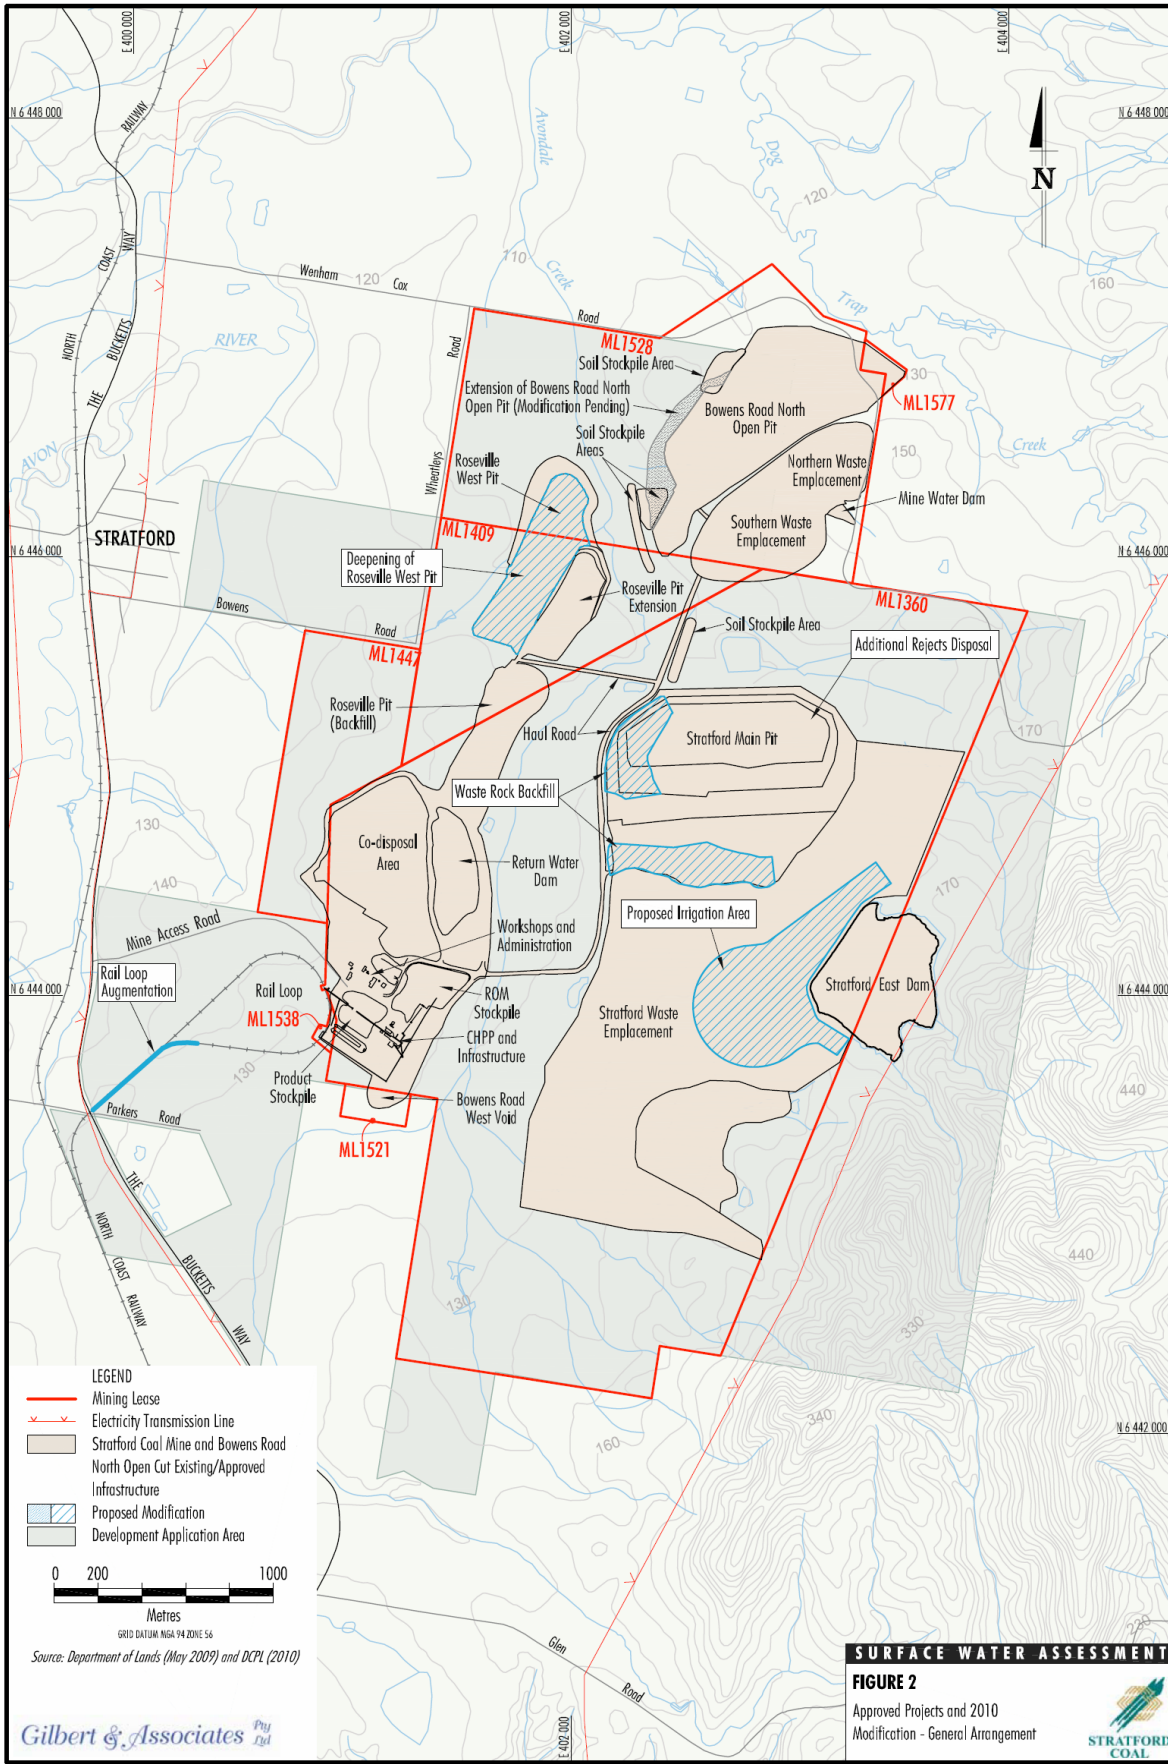 E 400 000
E 402 000
E 404 000
N 6 448 000
N 6 448 000
RAILWAY
Avondale
Dog
N
120
COAST
WAY
110
Creek
Wenham
120
Cox
160
Trap
NORTH
THE BUCKETTS
RIVER
Road
Road
ML1528
Soil Stockpile Area
130
Extension of Bowens Road North
Open Pit (Modification Pending)
Bowens Road North
Open Pit
ML1577
Soil Stockpile
Areas
Creek
AVON
Wheatleys
Roseville
West Pit
150
Northern Waste
Emplacement
Mine Water Dam
Southern Waste
Emplacement
ML1409
STRATFORD
N 6 446 000
N 6 446 000
Deepening of
Roseville West Pit
Roseville Pit
Extension
ML1360
Bowens
Road
Soil Stockpile Area
Additional Rejects Disposal
ML1447
Roseville Pit
(Backfill)
Haul Road
Stratford Main Pit
170
Waste Rock Backfill
130
Co-disposal
Area
Return Water
Dam
140
170
Mine Access Road
Workshops and
Administration
Proposed Irrigation Area
Rail Loop
Augmentation
Rail Loop
ROM
Stockpile
Stratford East Dam
N 6 444 000
N 6 444 000
ML1538
Stratford Waste
Emplacement
CHPP and
Infrastructure
130
Product
Stockpile
Bowens Road
West Void
440
Parkers Road
ML1521
THE
NORTH
COAST
RAILWAY
BUCKETTS
WAY
440
130
330
LEGEND
Mining Lease
Electricity Transmission Line
Stratford Coal Mine and Bowens Road
North Open Cut Existing/Approved
Infrastructure
Proposed Modification
Development Application Area
340
160
N 6 442 000
0 200 1000
Metres
GRID DATUM MGA 94 ZONE 56
Source: Department of Lands (May 2009) and DCPL (2010)
Glen
Road
230
E 402 000
Gilbert & Associates Pty Ltd
SURFACE WATER ASSESSMENT
FIGURE 2
Approved Projects and 2010
Modification - General Arrangement
STRATFORD
COAL